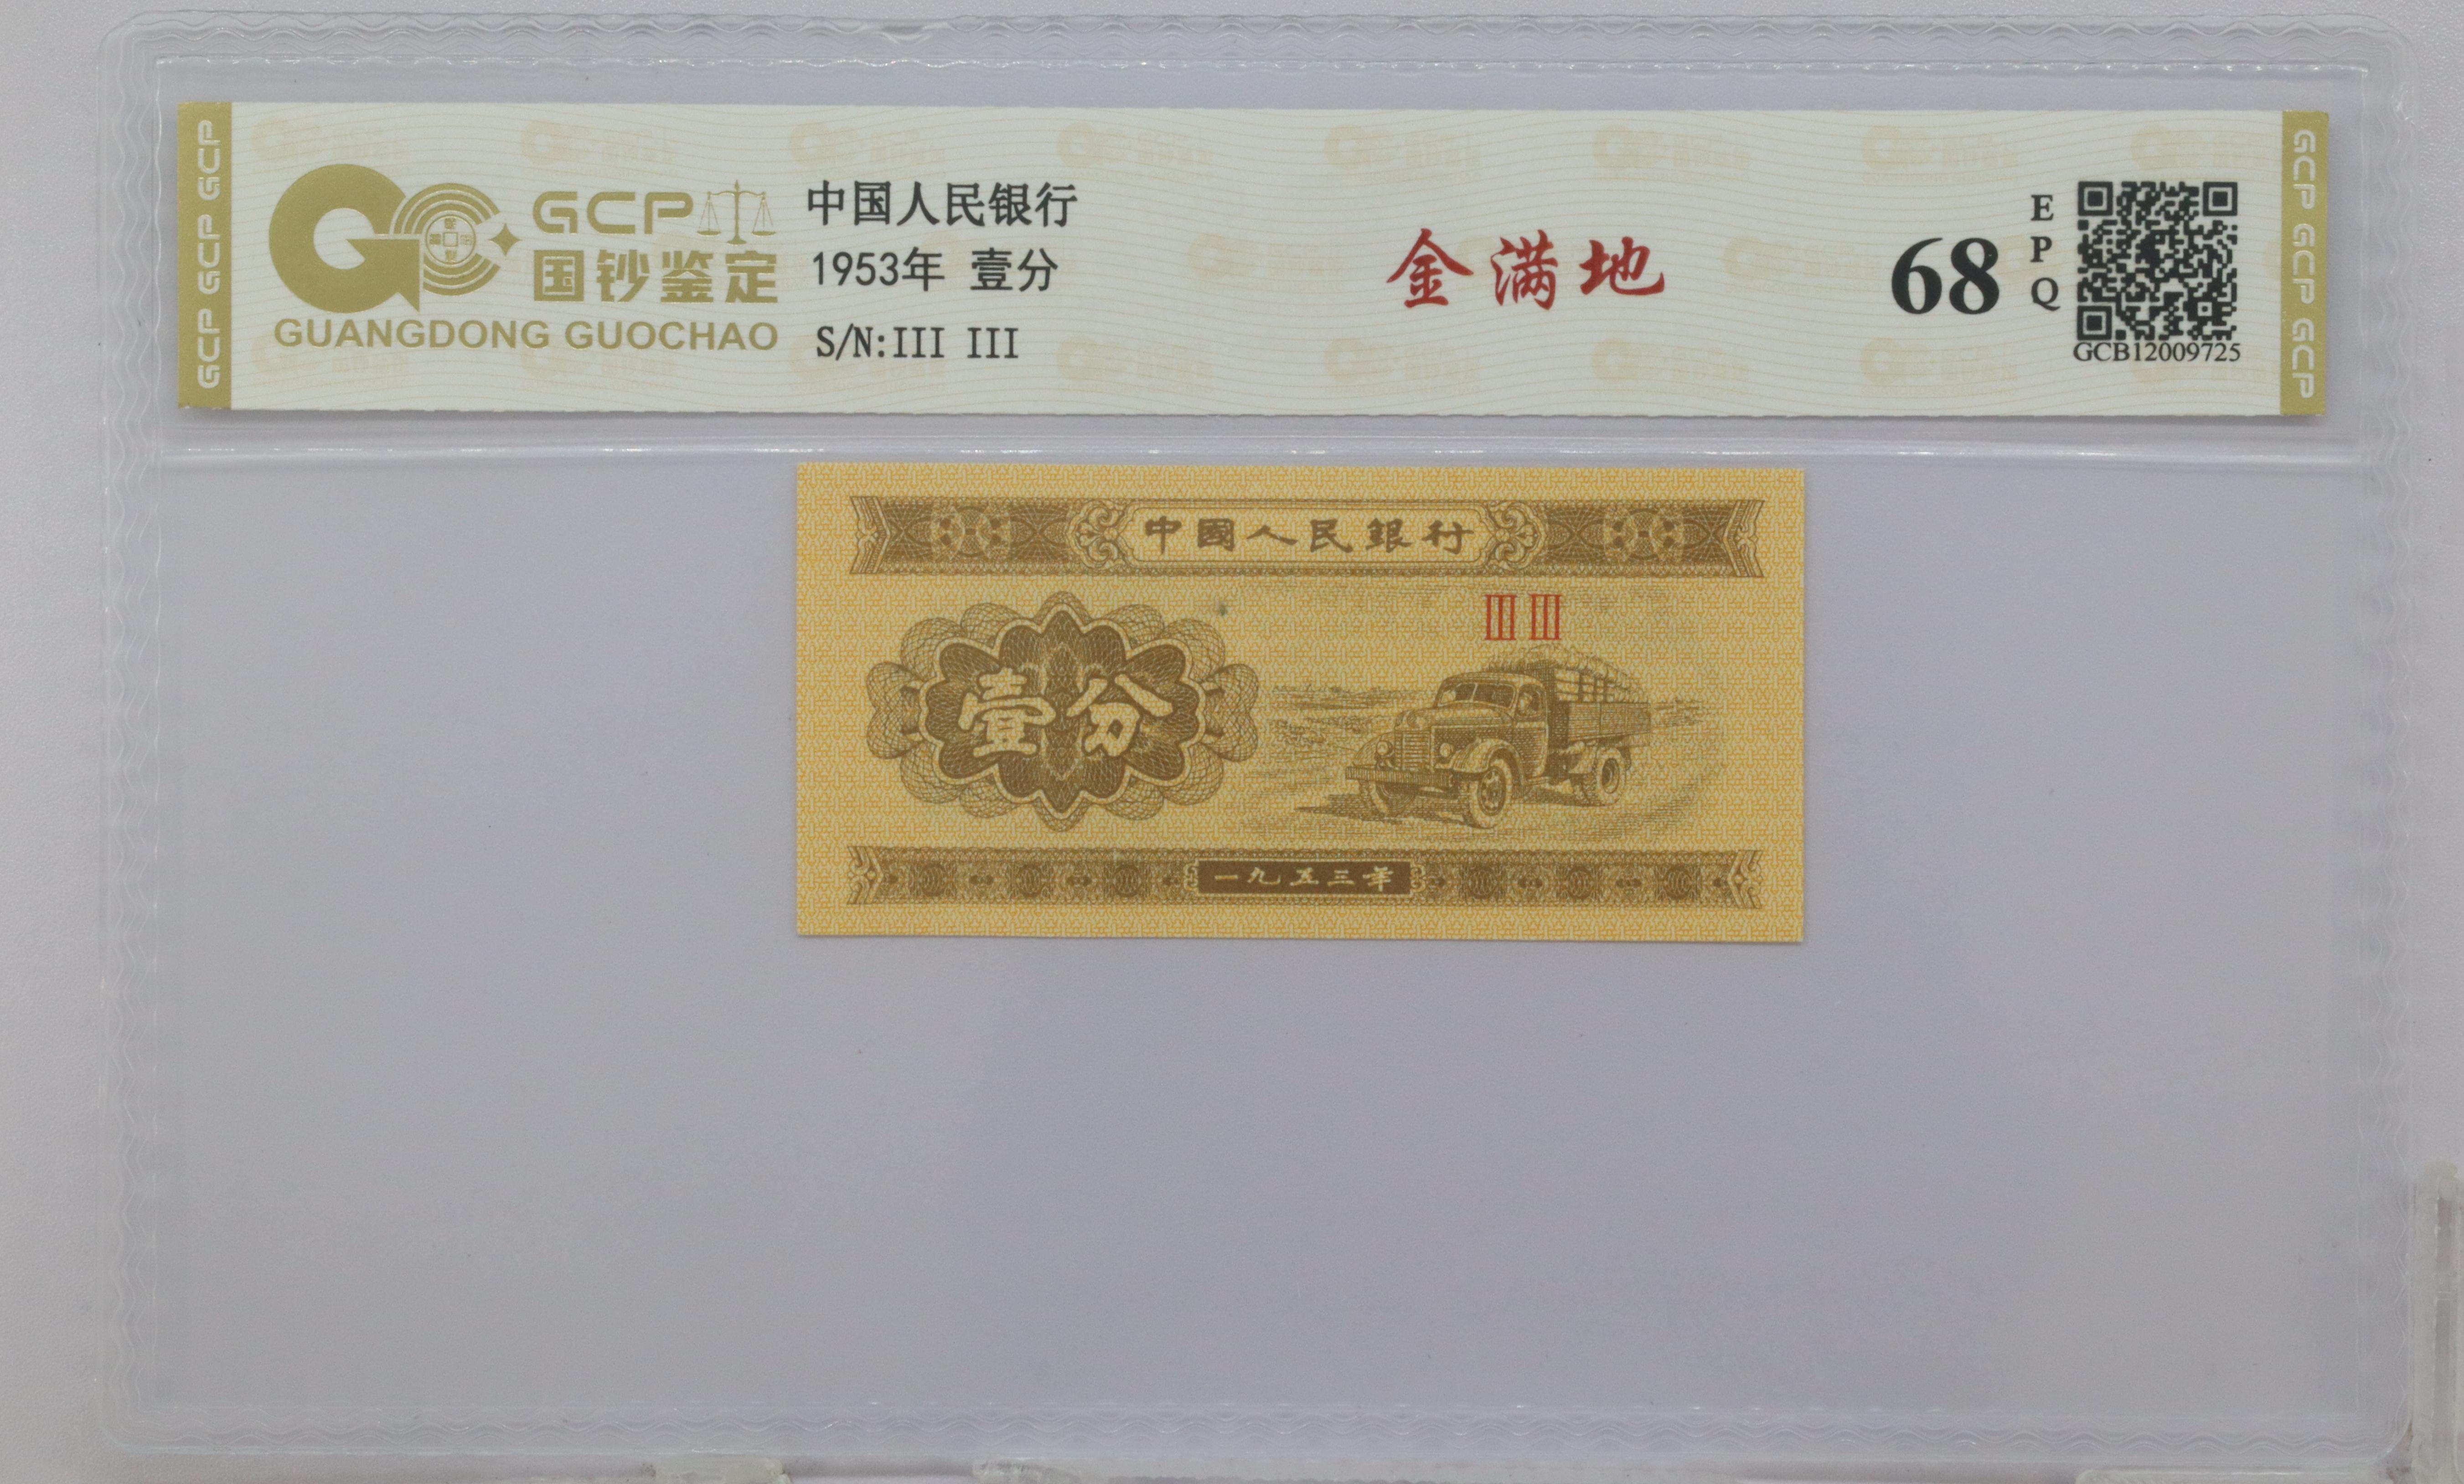 GCP GCP GCP
GCP
国钞鉴定
GUANGDONG GUOCHAO
中国人民银行
1953年 壹分
S/N:III III
金满地
68
E
P
Q
GCB12009725
GCP GCP GCP
中國人民銀行
III III
壹分
一九五三年